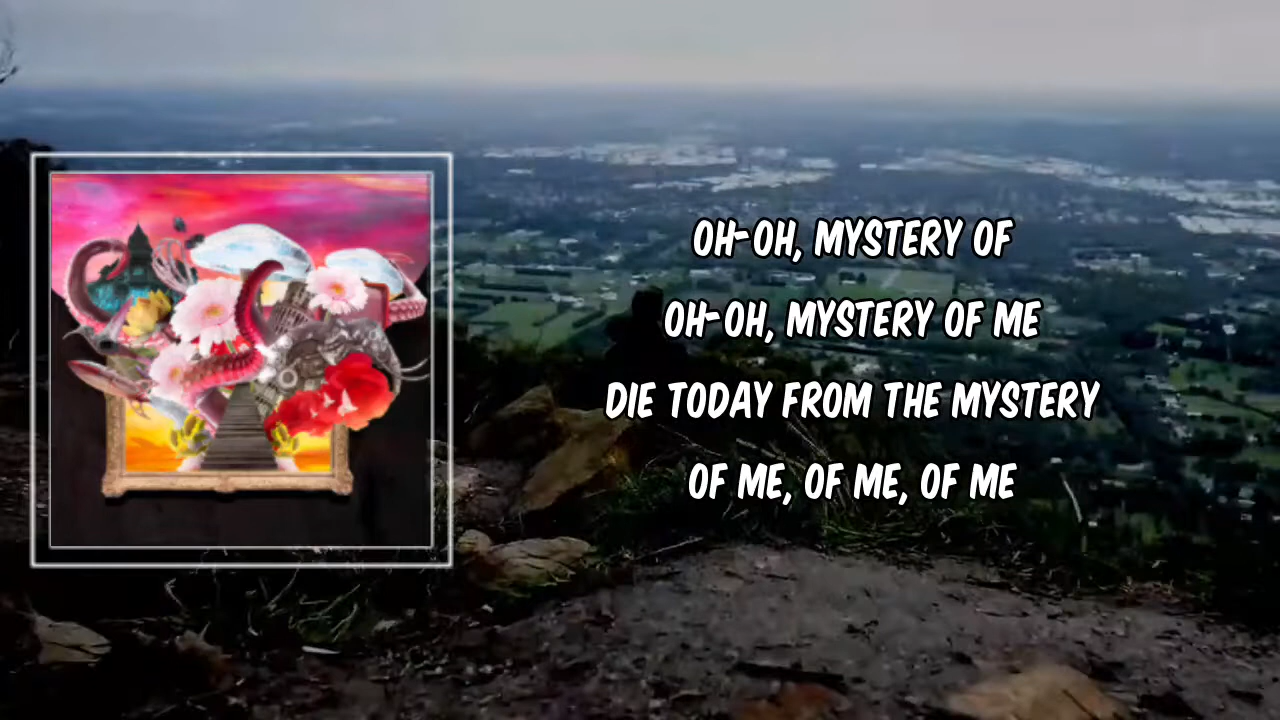 OH-OH, MYSTERY OF
OH-OH, MYSTERY OF ME
DIE TODAY FROM THE MYSTERY
OF ME, OF ME, OF ME